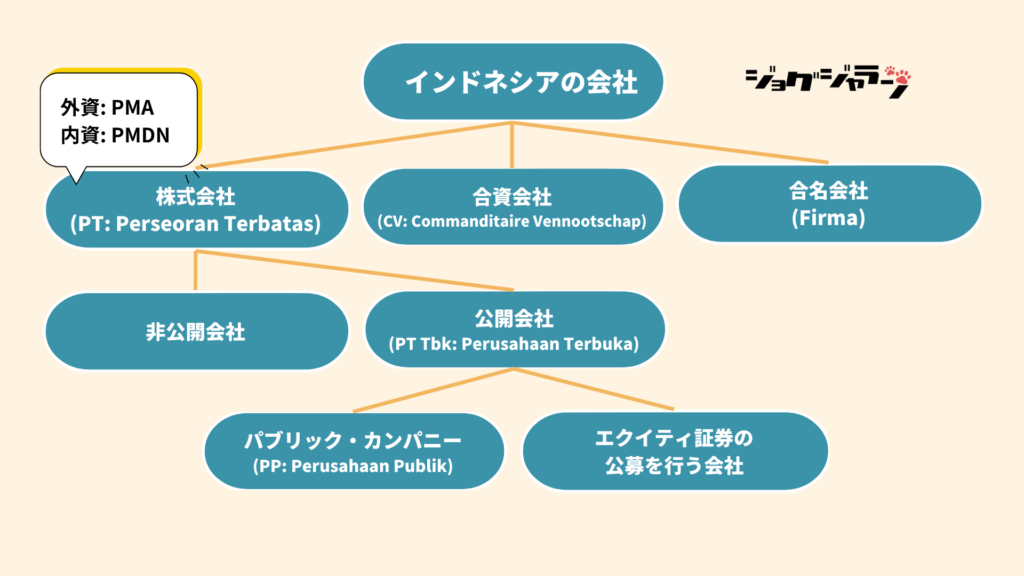 インドネシアの会社
ジョグジャラン
外資: PMA
内資: PMDN
株式会社
(PT: Perseoran Terbatas)
合資会社
(CV: Commanditaire Vennootschap)
合名会社
(Firma)
非公開会社
公開会社
(PT Tbk: Perusahaan Terbuka)
パブリック・カンパニー
(PP: Perusahaan Publik)
エクイティ証券の
公募を行う会社